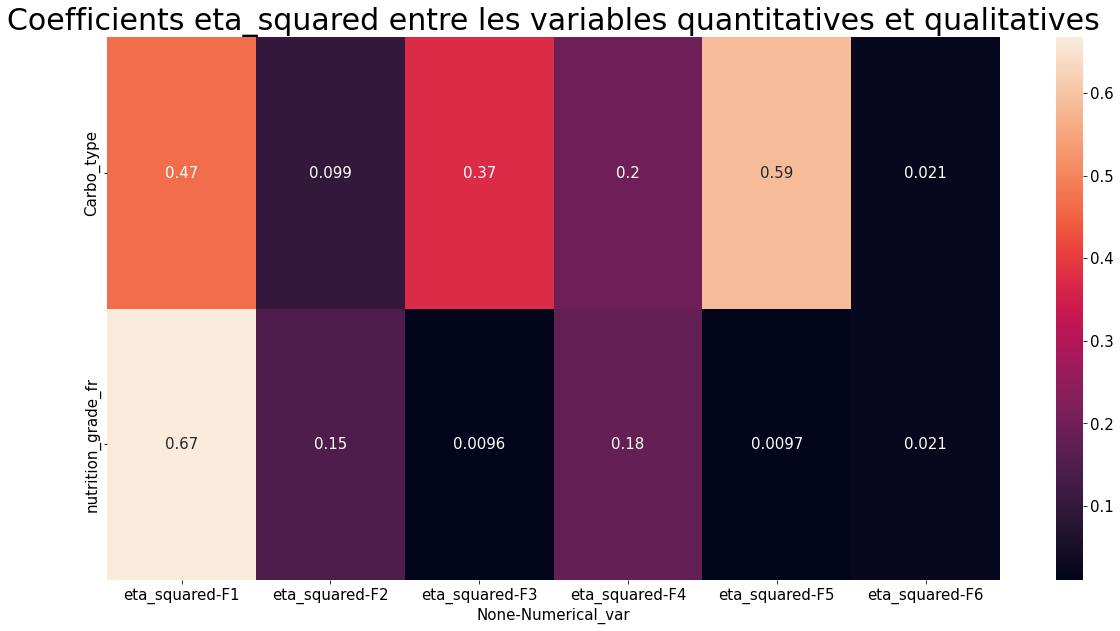 Coefficients eta_squared entre les variables quantitatives et qualitatives
Carbo_type
0.47 0.099 0.37 0.2 0.59 0.021
nutrition_grade_fr
0.67 0.15 0.0096 0.18 0.0097 0.021
eta_squared-F1 eta_squared-F2 eta_squared-F3 eta_squared-F4 eta_squared-F5 eta_squared-F6
None-Numerical_var
0.6
0.5
0.4
0.3
0.2
0.1